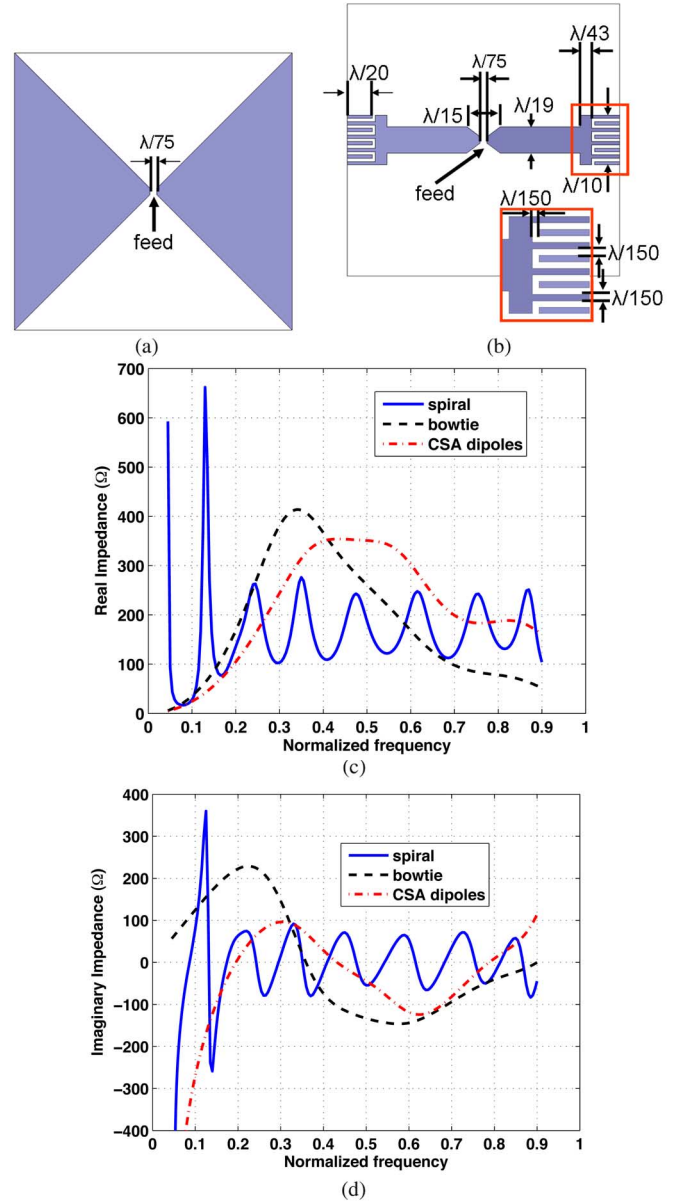 λ/75
feed
(a)
λ/20
λ/15
λ/75
λ/19
λ/43
feed
λ/10
λ/150
λ/150
λ/150
(b)
700
600
500
400
300
200
100
0
Real Impedance (Ω)
spiral
bowtie
CSA dipoles
0 0.1 0.2 0.3 0.4 0.5 0.6 0.7 0.8 0.9 1
Normalized frequency
(c)
400
300
200
100
0
−100
−200
−300
−400
Imaginary Impedance (Ω)
spiral
bowtie
CSA dipoles
0 0.1 0.2 0.3 0.4 0.5 0.6 0.7 0.8 0.9 1
Normalized frequency
(d)